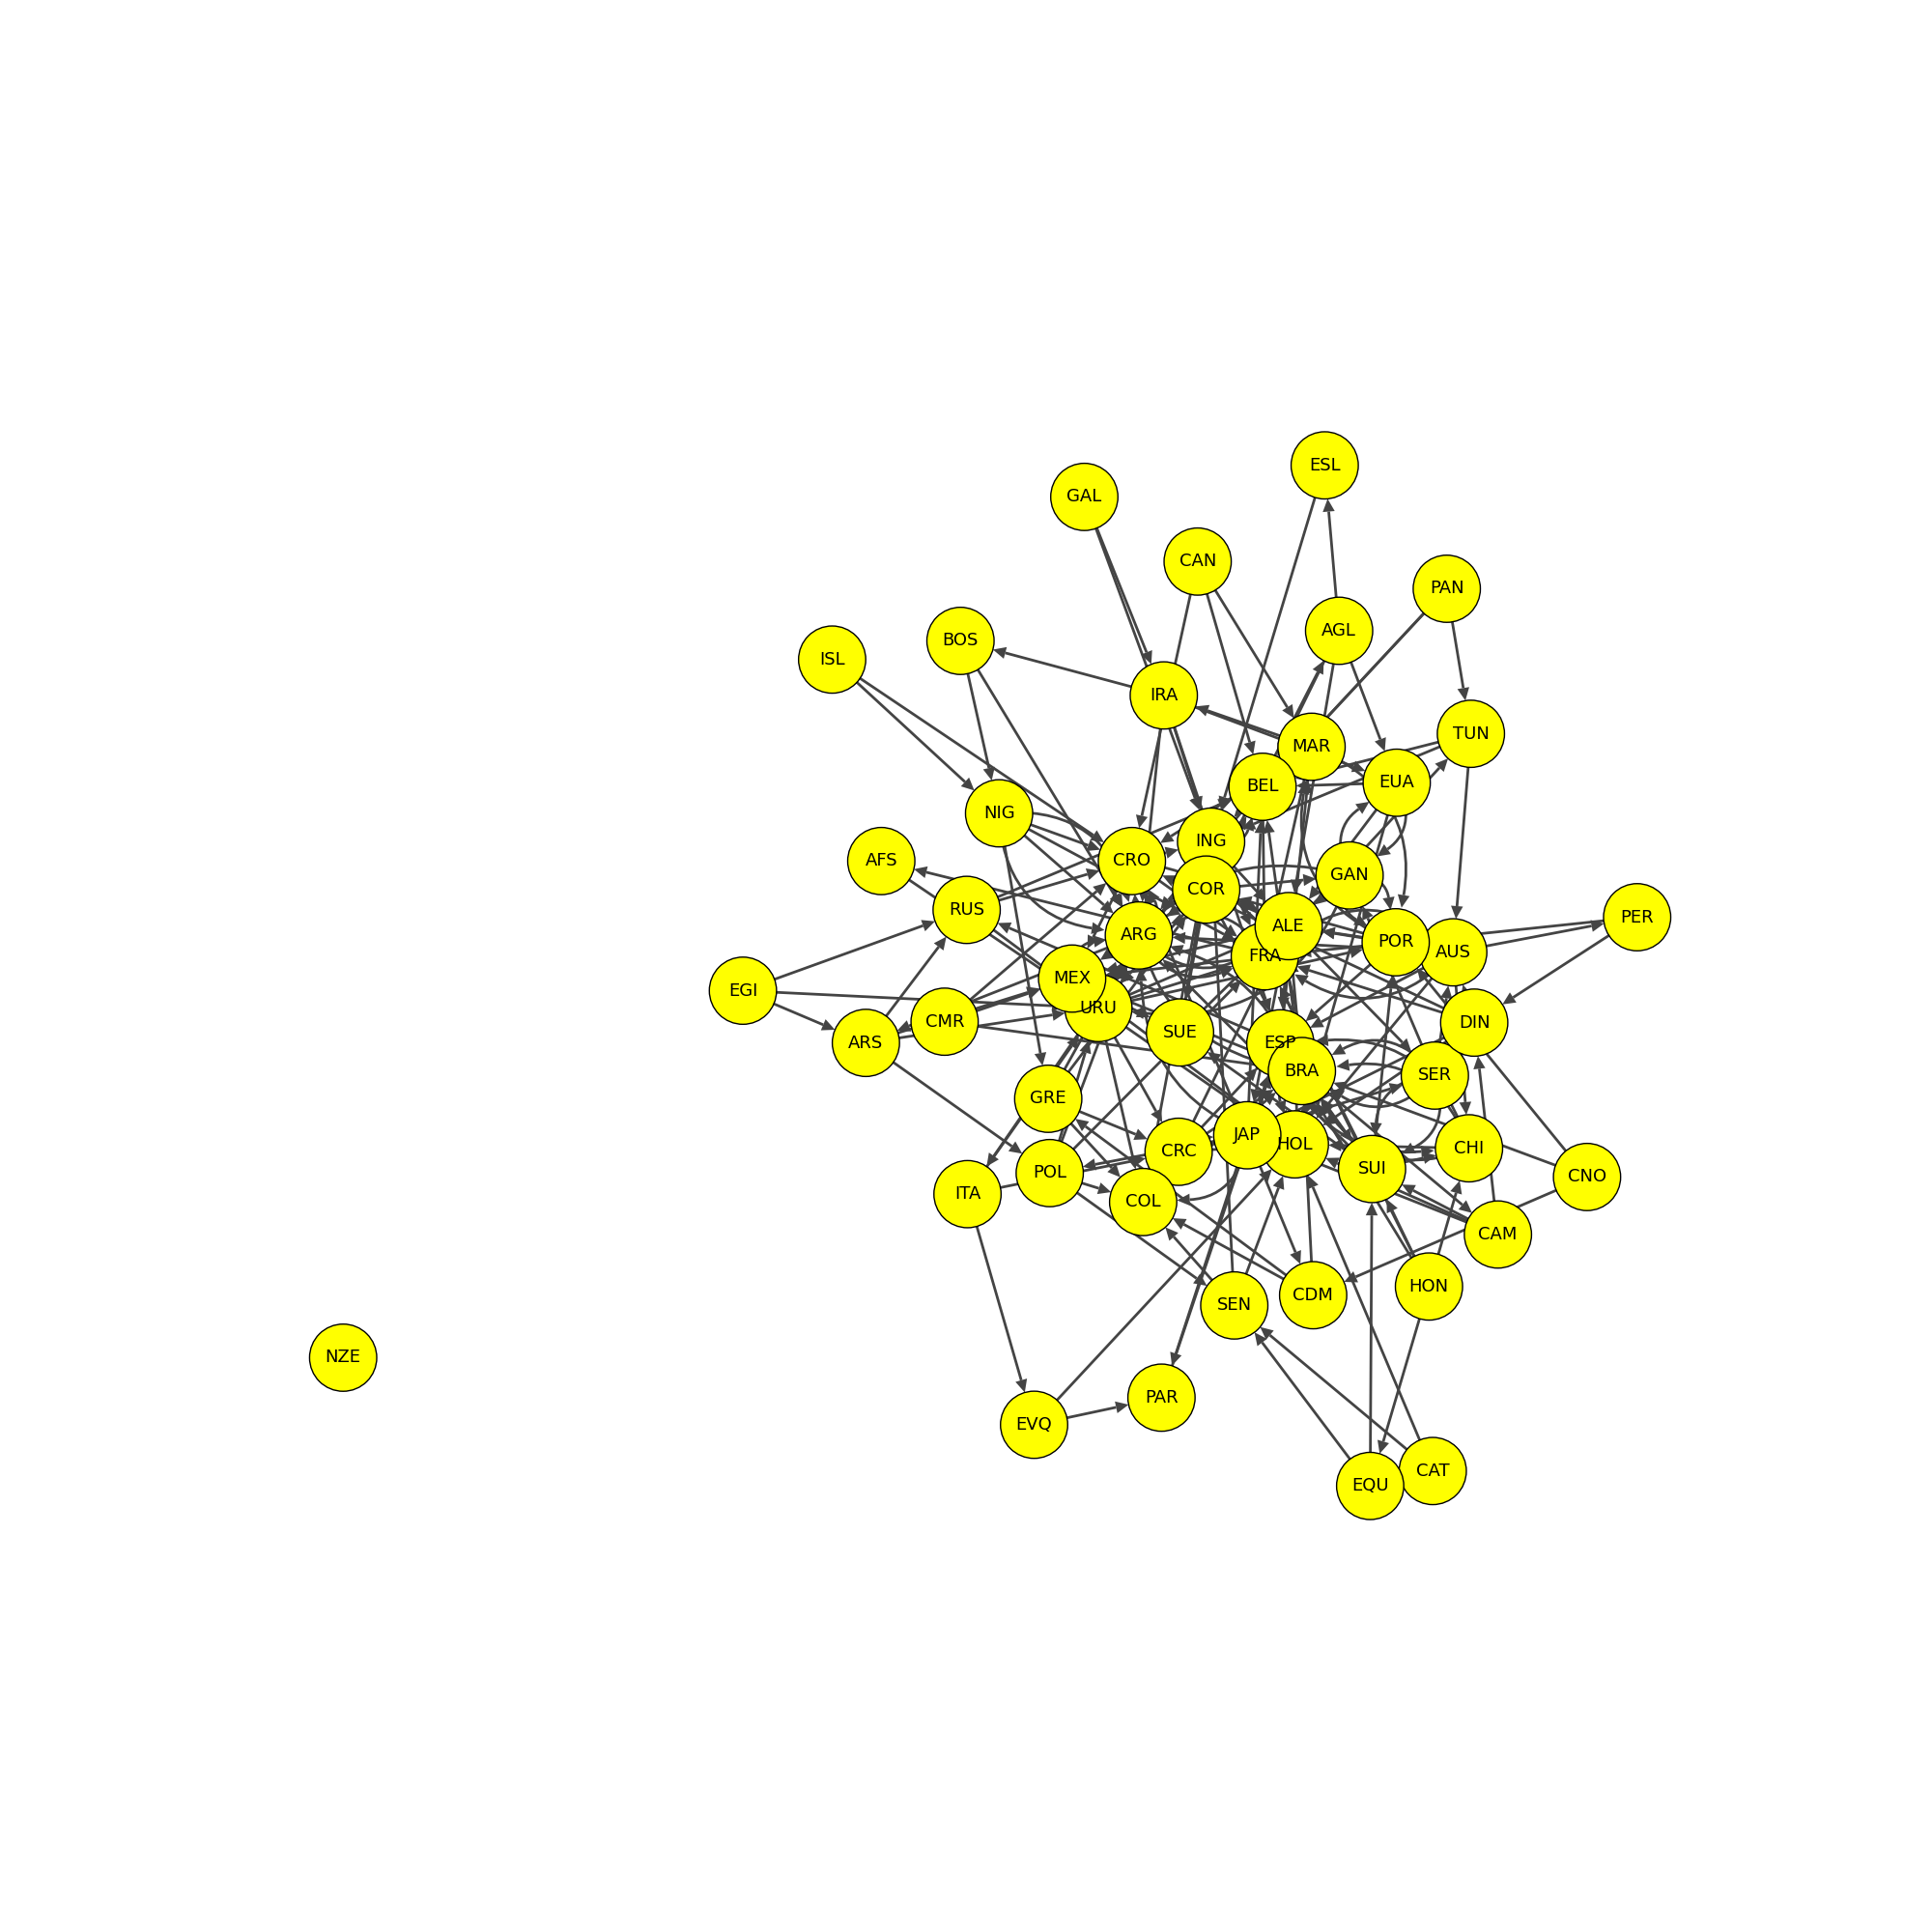 ESL
GAL
CAN
PAN
AGL
BOS
ISL
IRA
TUN
MAR
EUA
BEL
NIG
ING
CRO
AFS
GAN
COR
RUS
PER
ALE
ARG
POR
AUS
FRA
MEX
EGI
URU
CMR
DIN
SUE
ARS
ESP
BRA
SER
GRE
JAP
HOL
CHI
CRC
SUI
POL
CNO
ITA
COL
CAM
HON
CDM
SEN
NZE
PAR
EVQ
CAT
EQU